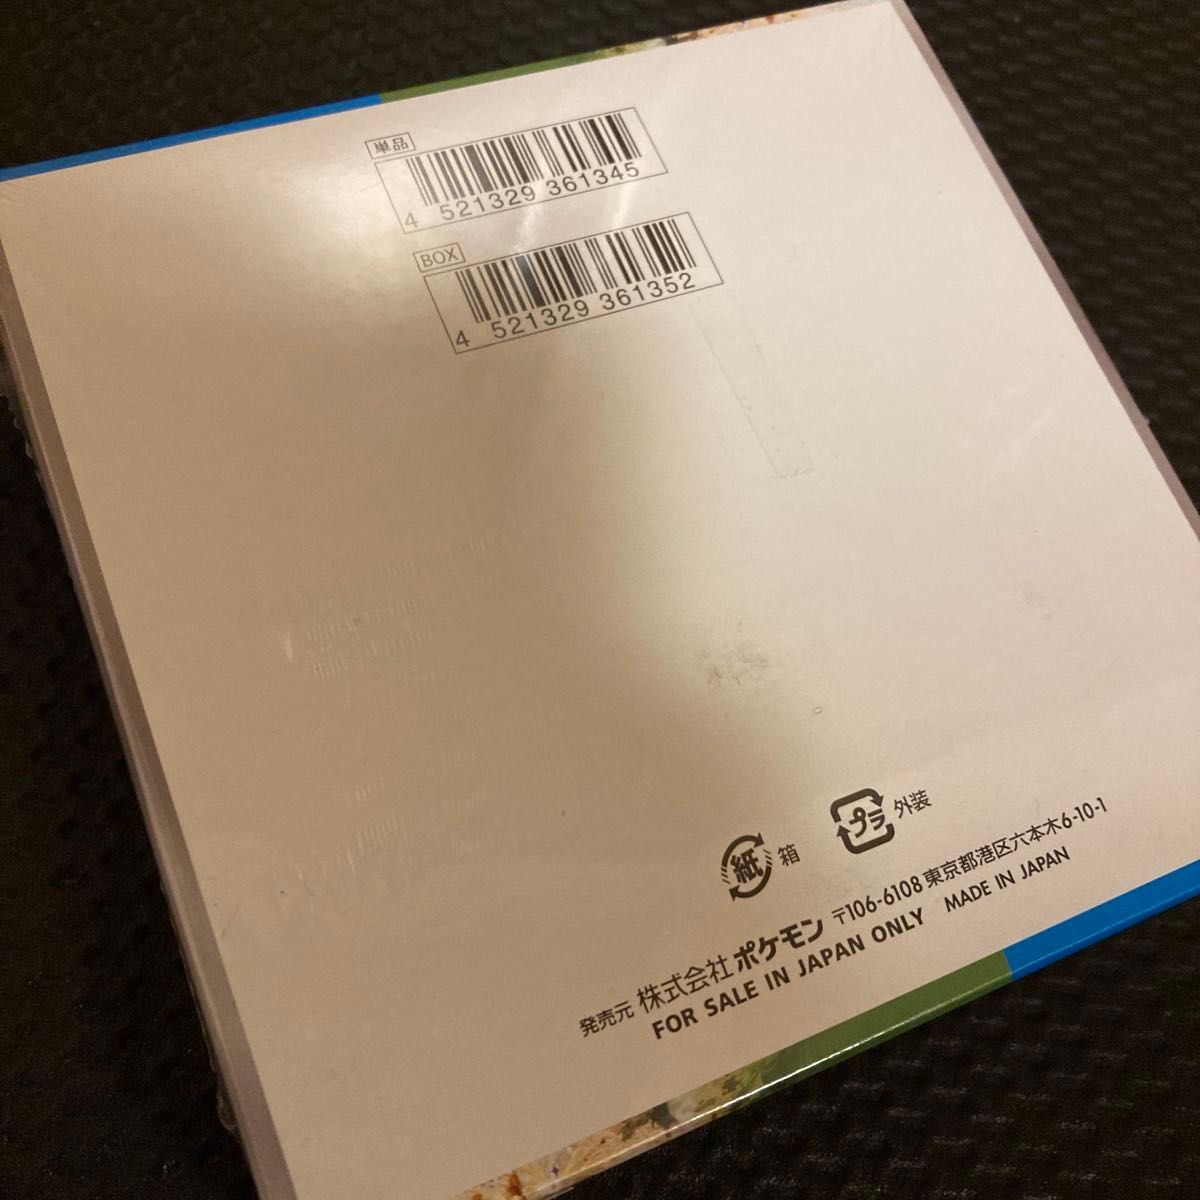 単品
4 521329 361345
BOX
4 521329 361352
プラ 外装
紙 箱
発売元 株式会社ポケモン 〒106-6108 東京都港区六本木6-10-1
FOR SALE IN JAPAN ONLY MADE IN JAPAN